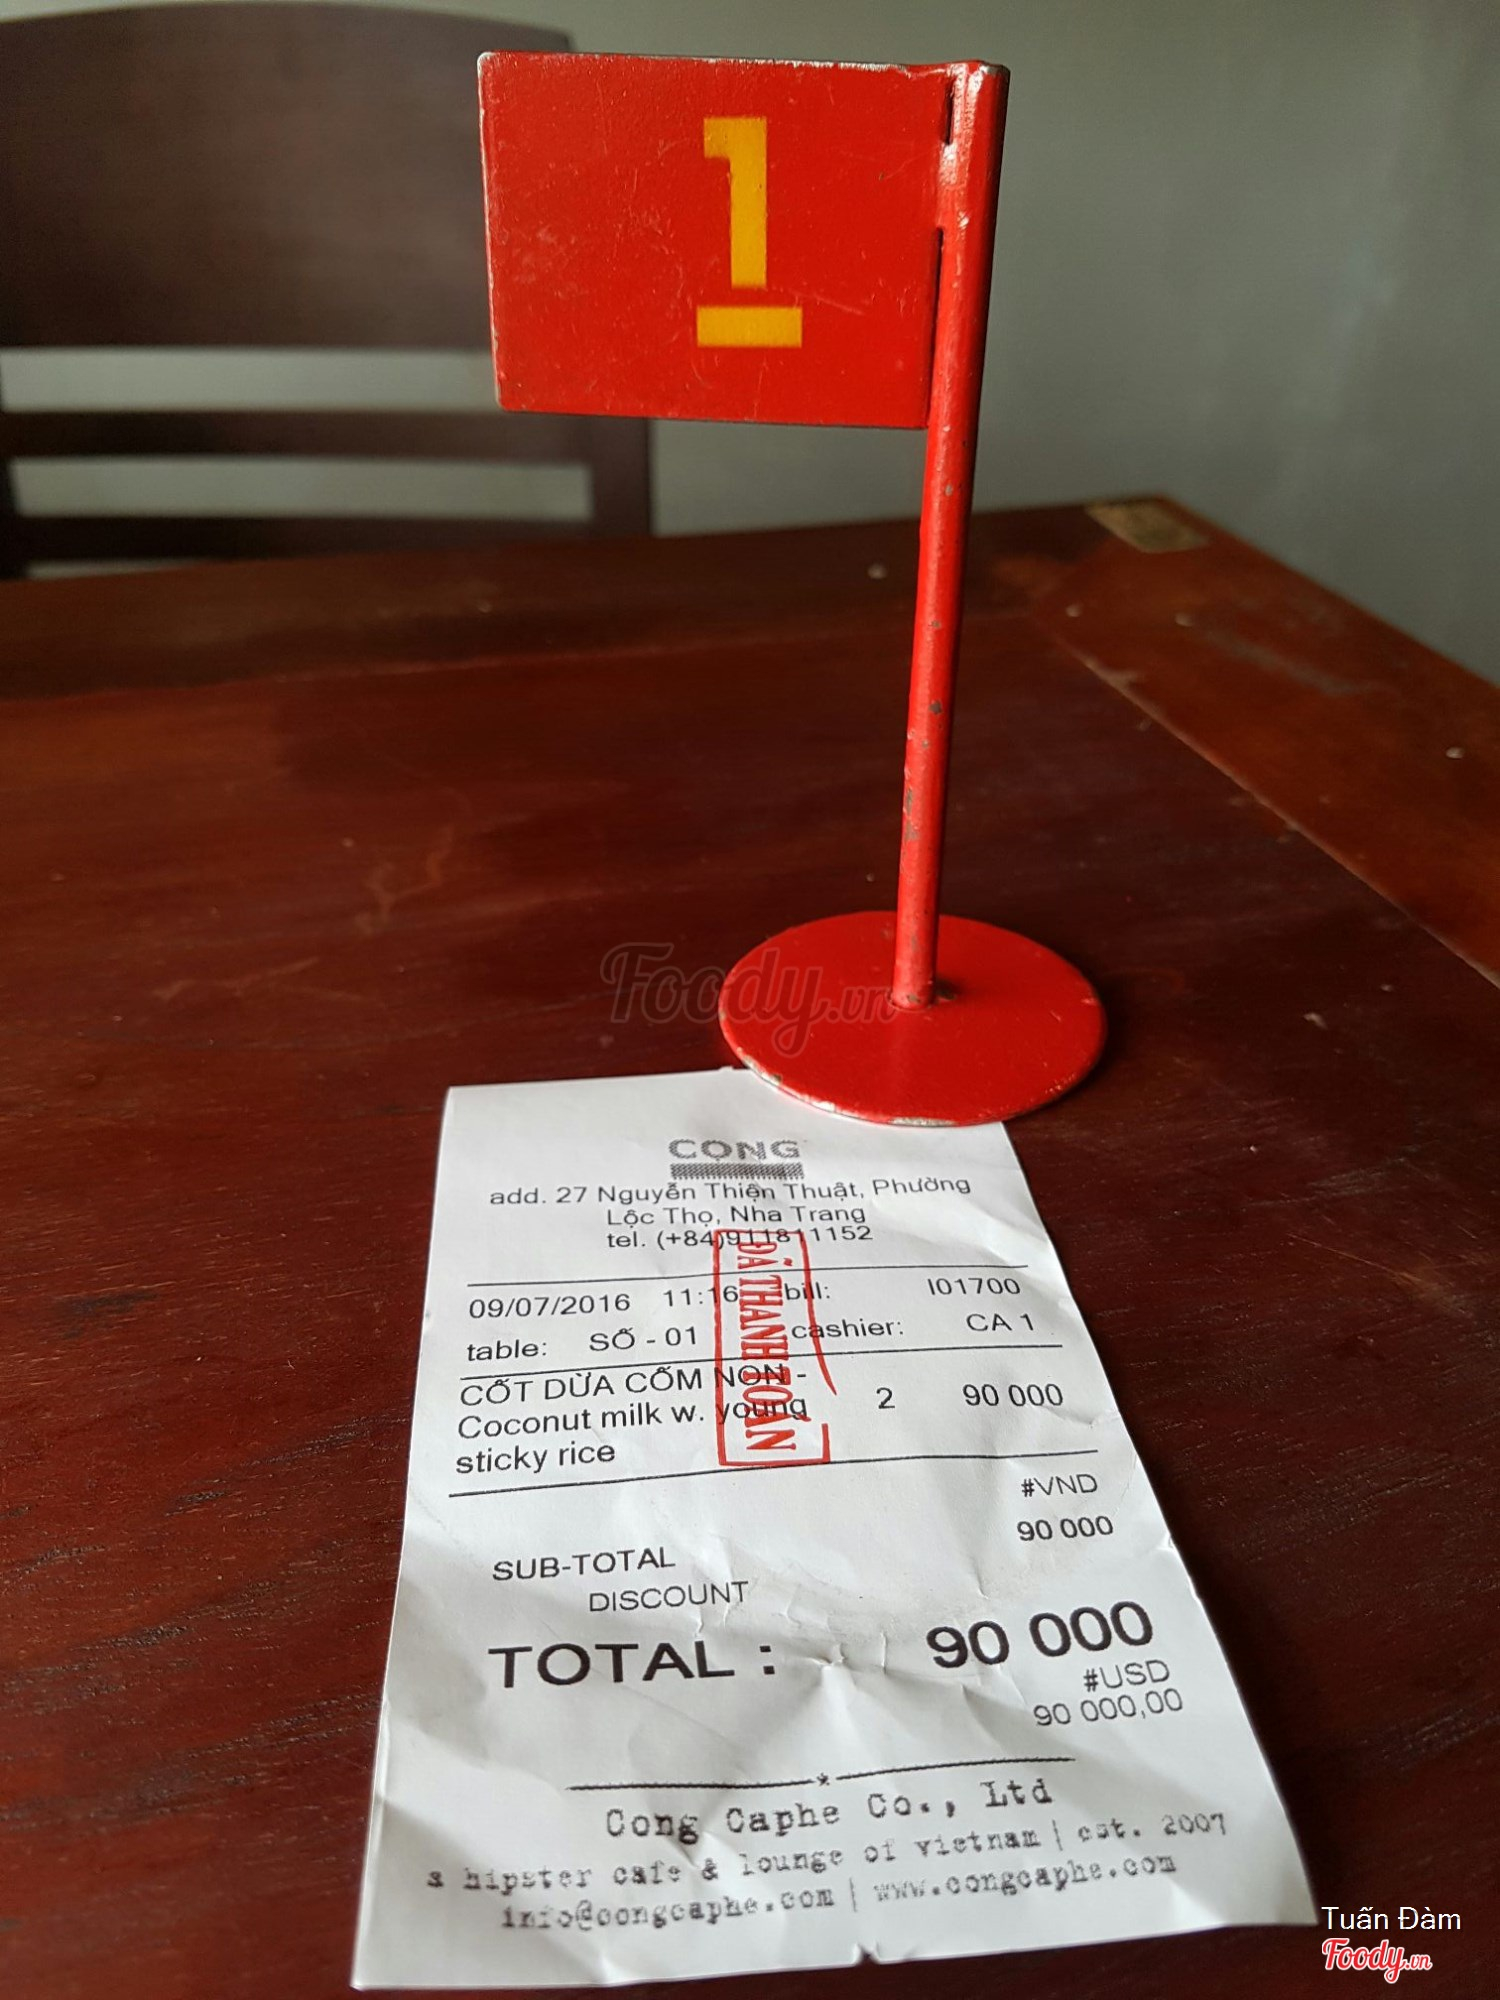 1
Foody.vn
CỘNG
add. 27 Nguyễn Thiện Thuật, Phường
Lộc Thọ, Nha Trang
tel. (+84)911811152
09/07/2016 11:16 bill: I01700
table: SỐ - 01 cashier: CA 1
ĐÃ THANH TOÁN
CỐT DỪA CỐM NON -
Coconut milk w. young
sticky rice
2 90 000
#VND
90 000
SUB-TOTAL
DISCOUNT
TOTAL : 90 000
#USD
90 000,00
Cong Caphe Co., Ltd
a hipster cafe & lounge of vietnam | est. 2007
info@congcaphe.com | www.congcaphe.com
Tuấn Đàm
Foody.vn